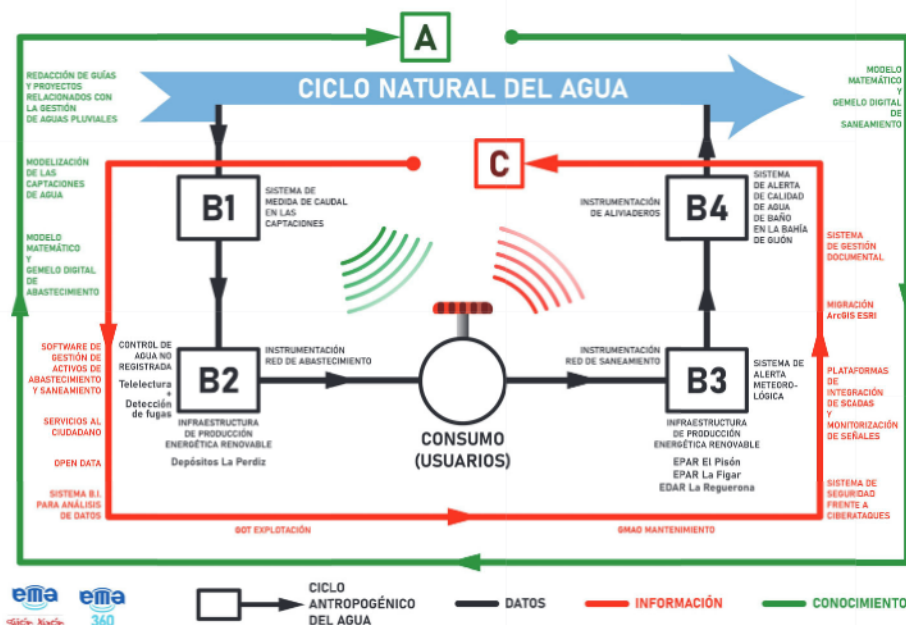 A
CICLO NATURAL DEL AGUA
REDACCIÓN DE GUÍAS
Y PROYECTOS
RELACIONADOS CON
LA GESTIÓN
DE AGUAS PLUVIALES
MODELIZACIÓN
DE LAS
CAPTACIONES
DE AGUA
MODELO
MATEMÁTICO
Y
GEMELO DIGITAL
DE
ABASTECIMIENTO
MODELO
MATEMÁTICO
Y
GEMELO DIGITAL
DE
SANEAMIENTO
C
B1
SISTEMA DE
MEDIDA DE CAUDAL
EN LAS
CAPTACIONES
INSTRUMENTACIÓN
DE ALIVIADEROS
B4
SISTEMA
DE ALERTA
DE CALIDAD
DE AGUA
DE BAÑO
EN LA BAHÍA
DE GIJÓN
SISTEMA
DE GESTIÓN
DOCUMENTAL
MIGRACIÓN
ArcGIS ESRI
PLATAFORMAS
DE
INTEGRACIÓN
DE SCADAS
Y
MONITORIZACIÓN
DE SEÑALES
SISTEMA DE
SEGURIDAD
FRENTE A
CIBERATAQUES
SOFTWARE DE
GESTIÓN DE
ACTIVOS DE
ABASTECIMIENTO
Y SANEAMIENTO
SERVICIOS AL
CIUDADANO
OPEN DATA
SISTEMA B.I.
PARA ANÁLISIS
DE DATOS
CONTROL DE
AGUA NO
REGISTRADA
Telelectura
+
Detección
de fugas
B2
INSTRUMENTACIÓN
RED DE ABASTECIMIENTO
INFRAESTRUCTURA
DE PRODUCCIÓN
ENERGÉTICA RENOVABLE
Depósitos La Perdiz
CONSUMO
(USUARIOS)
INSTRUMENTACIÓN
RED DE SANEAMIENTO
B3
SISTEMA DE
ALERTA
METEORO-
LÓGICA
INFRAESTRUCTURA
DE PRODUCCIÓN
ENERGÉTICA RENOVABLE
EPAR El Pisón
EPAR La Figar
EDAR La Reguerona
GOT EXPLOTACIÓN
GMAO MANTENIMIENTO
ema
ema
360
CICLO
ANTROPOGÉNICO
DEL AGUA
DATOS
INFORMACIÓN
CONOCIMIENTO